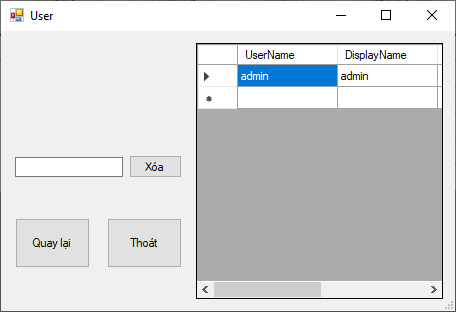 User
UserName DisplayName
admin admin
Xóa
Quay lại Thoát